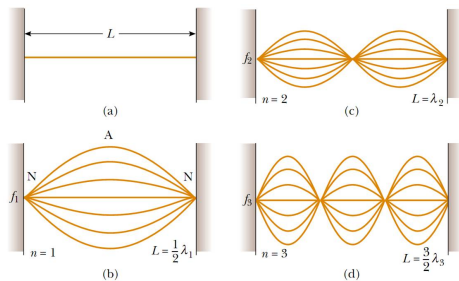 L
(a)
f₂
n = 2
L = λ₂
(c)
A
N
N
f₁
n = 1
L = 1/2 λ₁
(b)
f₃
n = 3
L = 3/2 λ₃
(d)